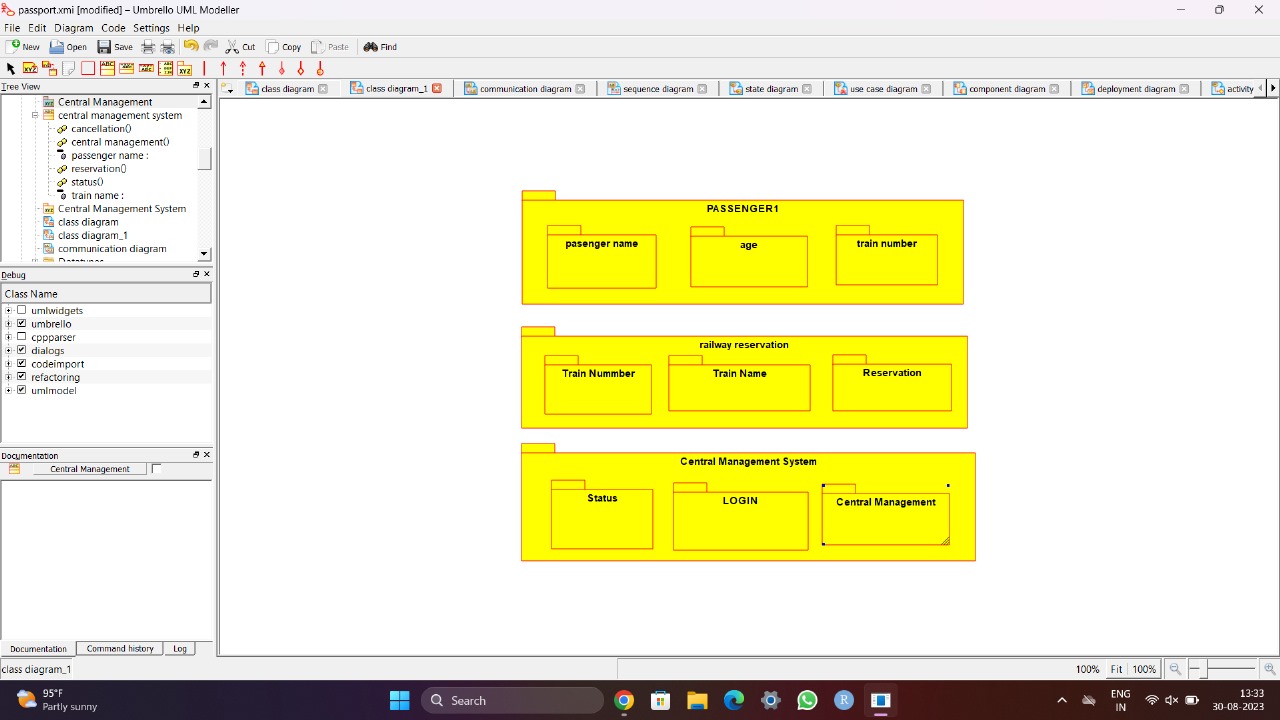 passport.xmi [modified] – Umbrello UML Modeller
File Edit Diagram Code Settings Help
New Open Save Cut Copy Paste Find
Tree View
class diagram class diagram_1 communication diagram sequence diagram state diagram use case diagram component diagram deployment diagram activity
Central Management
central management system
cancellation()
central management()
passenger name :
reservation()
status()
train name :
Central Management System
class diagram
class diagram_1
communication diagram
Datatypes
Debug
Class Name
umlwidgets
umbrello
cppparser
dialogs
codeimport
refactoring
umlmodel
Documentation
Central Management
PASSENGER1
pasenger name
age
train number
railway reservation
Train Nummber
Train Name
Reservation
Central Management System
Status
LOGIN
Central Management
Documentation Command history Log
class diagram_1
100% Fit 100%
95°F
Partly sunny
Search
ENG
IN
13:33
30-08-2023